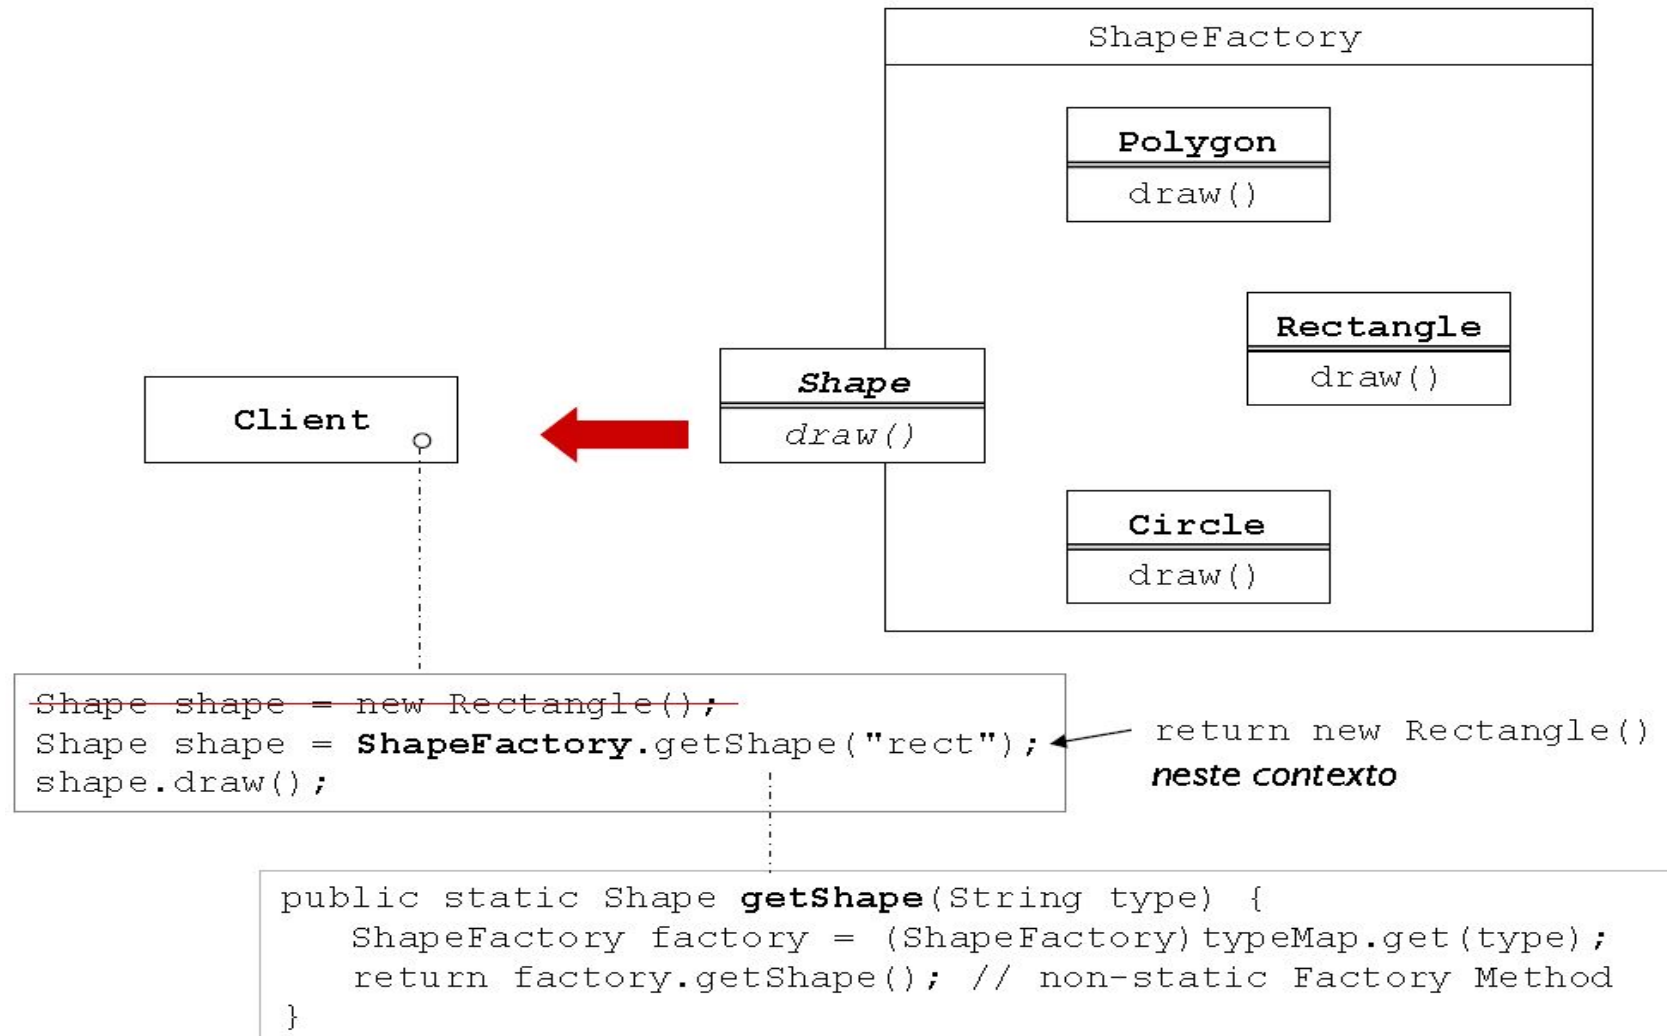 ShapeFactory
Polygon
draw()
Rectangle
draw()
Shape
draw()
Client
Circle
draw()
Shape shape = new Rectangle();
Shape shape = ShapeFactory.getShape("rect");
shape.draw();
return new Rectangle()
neste contexto
public static Shape getShape(String type) {
ShapeFactory factory = (ShapeFactory)typeMap.get(type);
return factory.getShape(); // non-static Factory Method
}